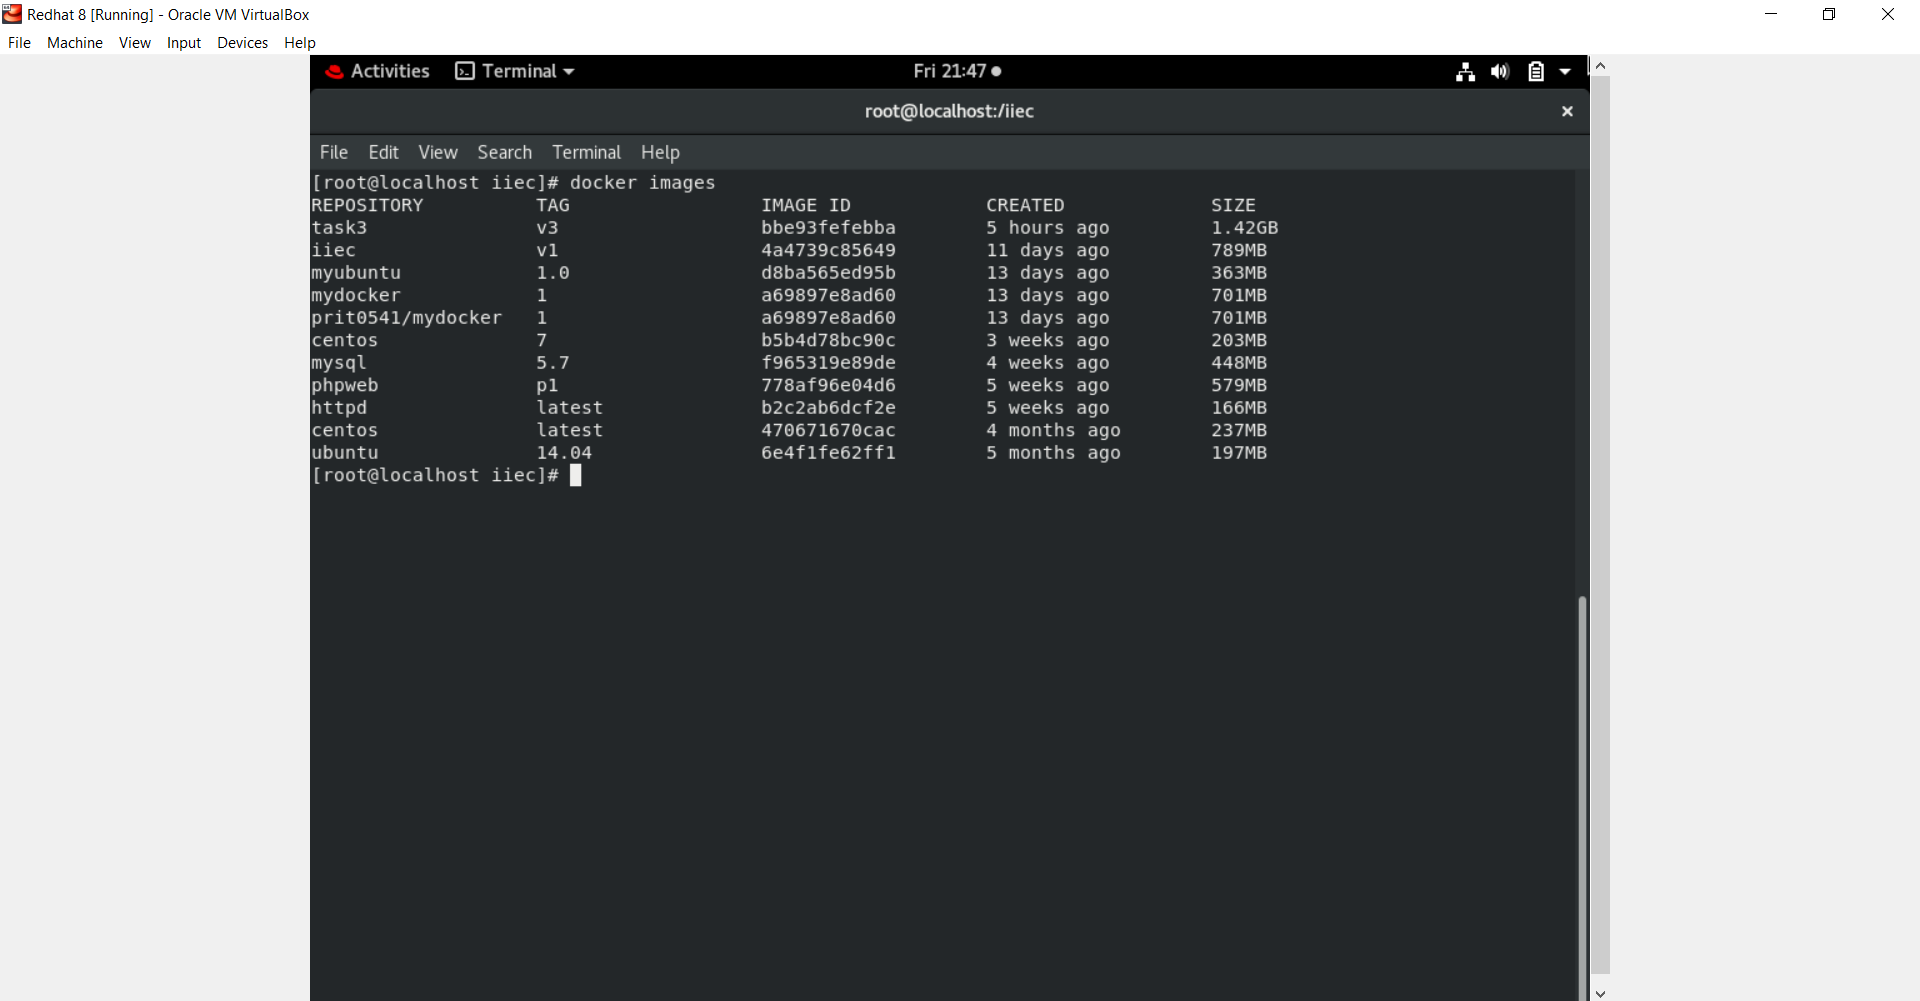 Redhat 8 [Running] - Oracle VM VirtualBox
File Machine View Input Devices Help
Activities Terminal Fri 21:47
root@localhost:/iiec
File Edit View Search Terminal Help
[root@localhost iiec]# docker images
REPOSITORY TAG IMAGE ID CREATED SIZE
task3 v3 bbe93fefebba 5 hours ago 1.42GB
iiec v1 4a4739c85649 11 days ago 789MB
myubuntu 1.0 d8ba565ed95b 13 days ago 363MB
mydocker 1 a69897e8ad60 13 days ago 701MB
prit0541/mydocker 1 a69897e8ad60 13 days ago 701MB
centos 7 b5b4d78bc90c 3 weeks ago 203MB
mysql 5.7 f965319e89de 4 weeks ago 448MB
phpweb p1 778af96e04d6 5 weeks ago 579MB
httpd latest b2c2ab6dcf2e 5 weeks ago 166MB
centos latest 470671670cac 4 months ago 237MB
ubuntu 14.04 6e4f1fe62ff1 5 months ago 197MB
[root@localhost iiec]#